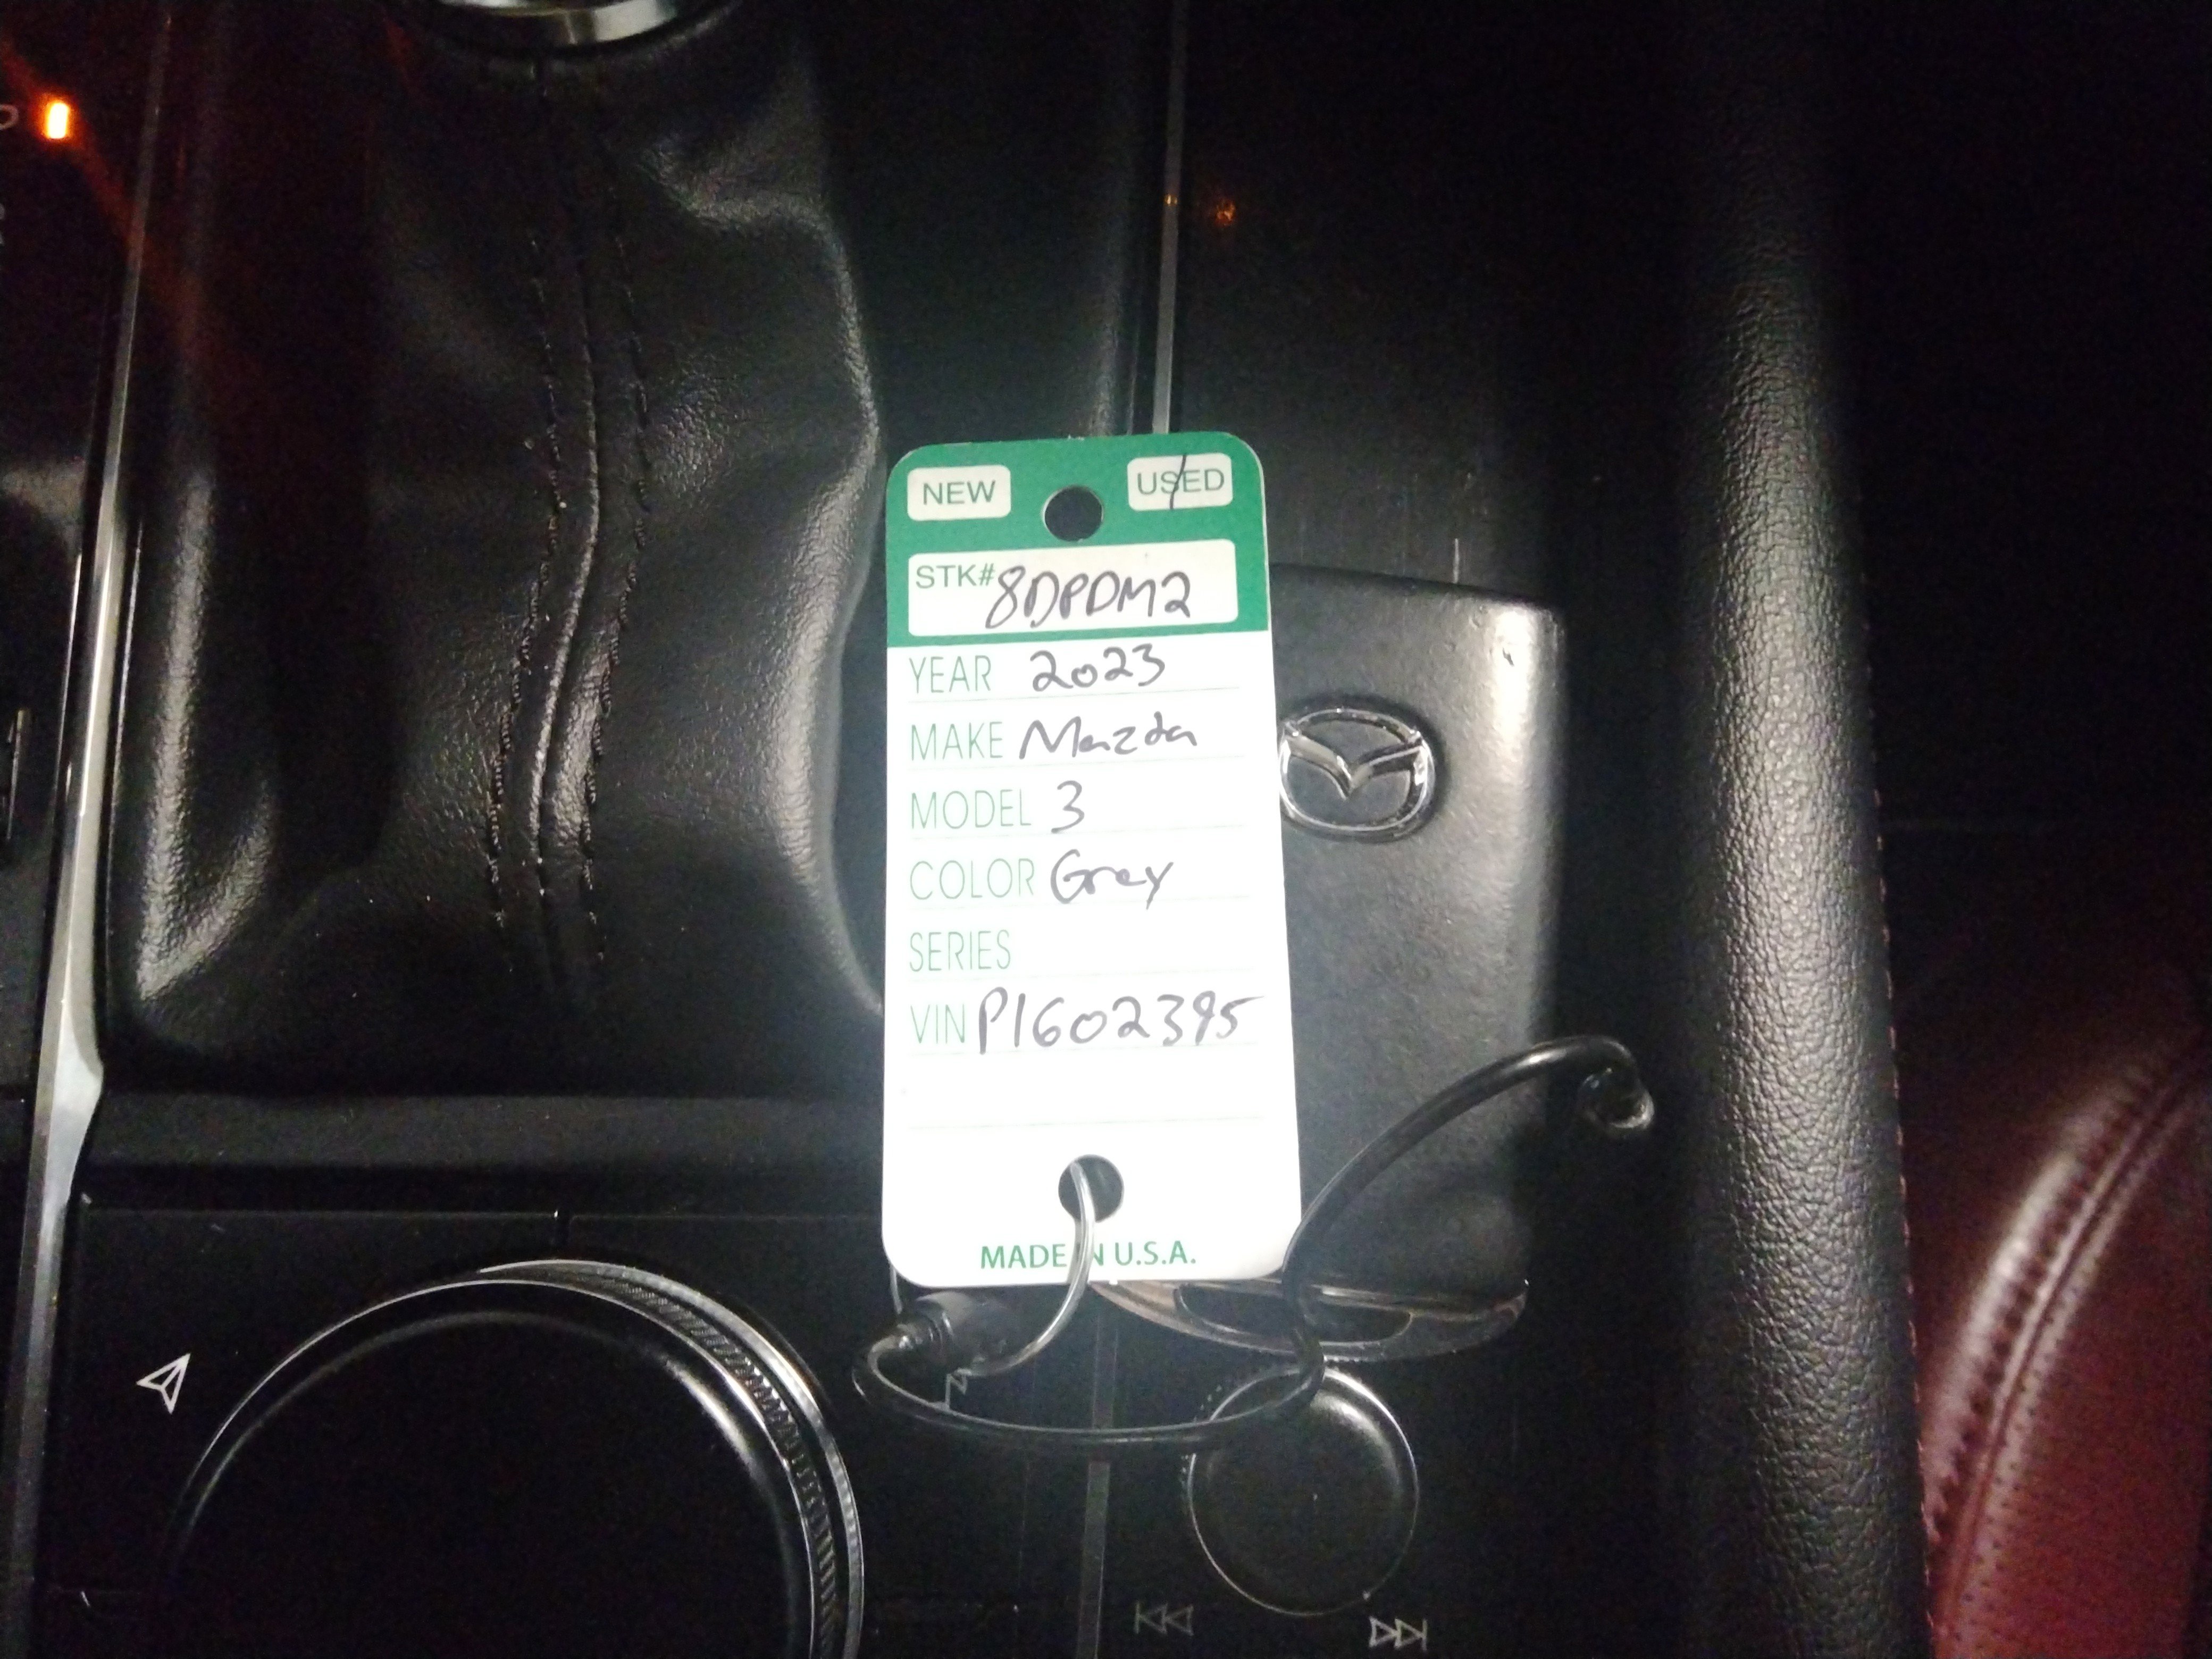 NEW
USED
STK# 8DPDM2
YEAR 2023
MAKE Mazda
MODEL 3
COLOR Grey
SERIES
VIN P1602395
MADE IN U.S.A.